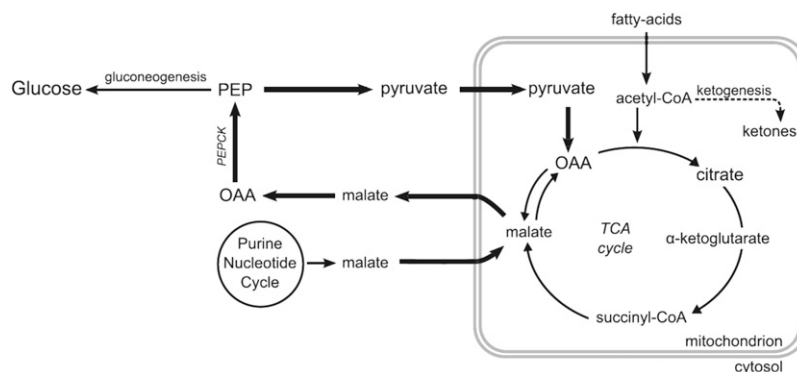 fatty-acids
Glucose
gluconeogenesis
PEP
pyruvate
pyruvate
acetyl-CoA
ketogenesis
ketones
PEPCK
OAA
citrate
OAA
malate
malate
TCA
cycle
α-ketoglutarate
Purine
Nucleotide
Cycle
malate
succinyl-CoA
mitochondrion
cytosol